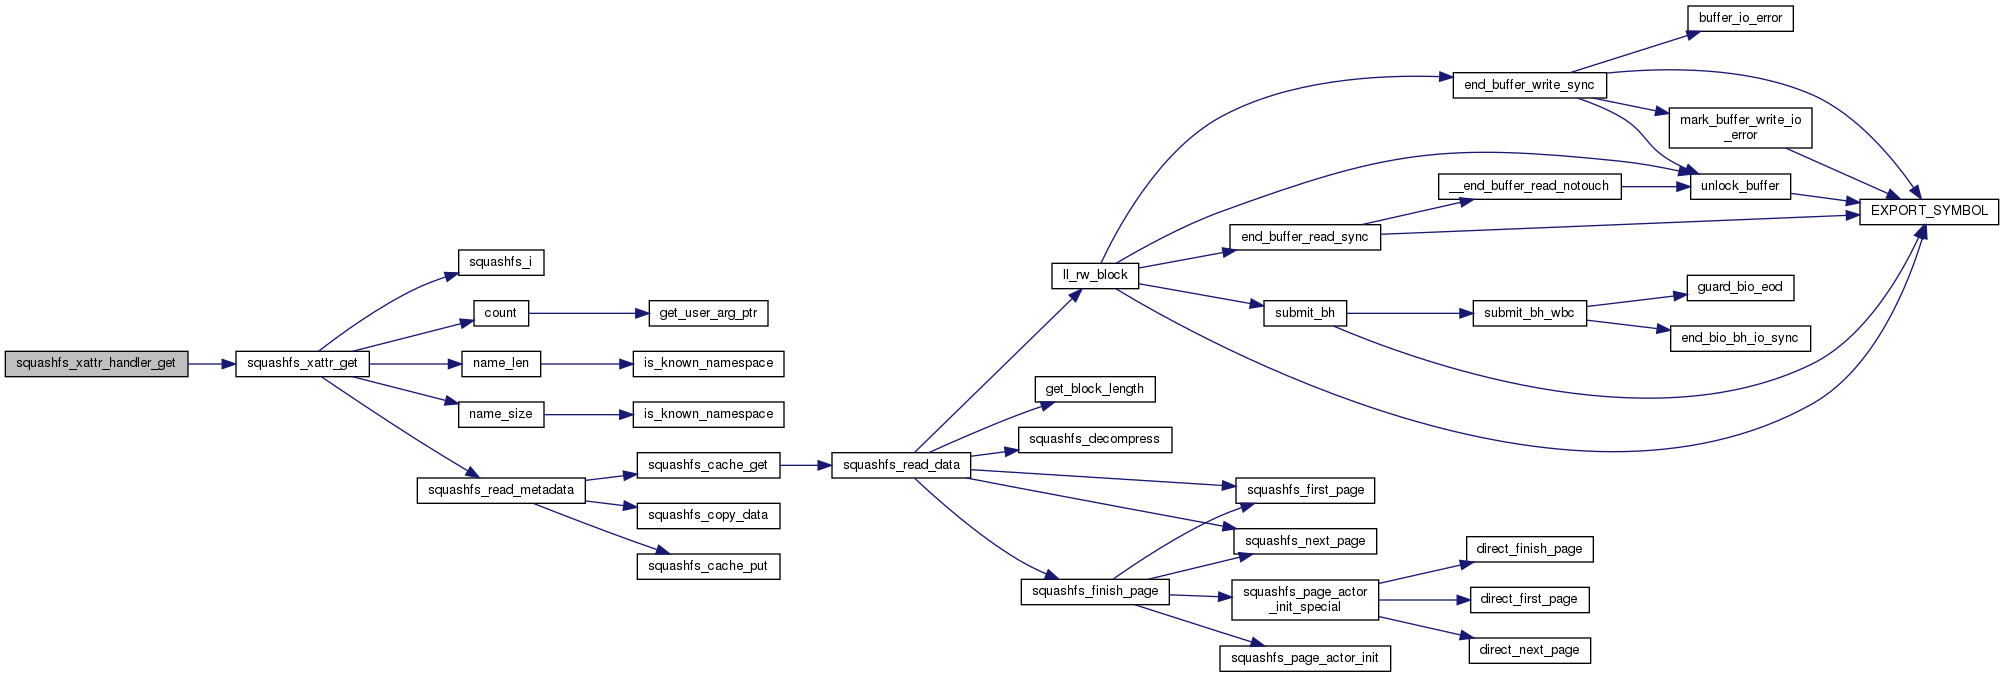 buffer_io_error
end_buffer_write_sync
mark_buffer_write_io
_error
__end_buffer_read_notouch
unlock_buffer
EXPORT_SYMBOL
end_buffer_read_sync
squashfs_i
ll_rw_block
guard_bio_eod
count
get_user_arg_ptr
submit_bh
submit_bh_wbc
end_bio_bh_io_sync
squashfs_xattr_handler_get
squashfs_xattr_get
name_len
is_known_namespace
get_block_length
name_size
is_known_namespace
squashfs_decompress
squashfs_cache_get
squashfs_read_data
squashfs_read_metadata
squashfs_first_page
squashfs_copy_data
squashfs_next_page
direct_finish_page
squashfs_cache_put
squashfs_finish_page
squashfs_page_actor
_init_special
direct_first_page
direct_next_page
squashfs_page_actor_init